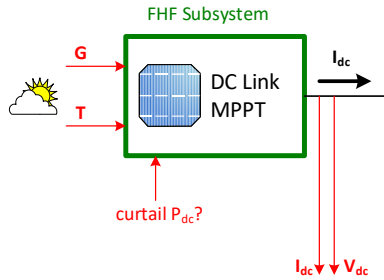 FHF Subsystem
G
T
DC Link
MPPT
Idc
curtail Pdc?
Idc
Vdc